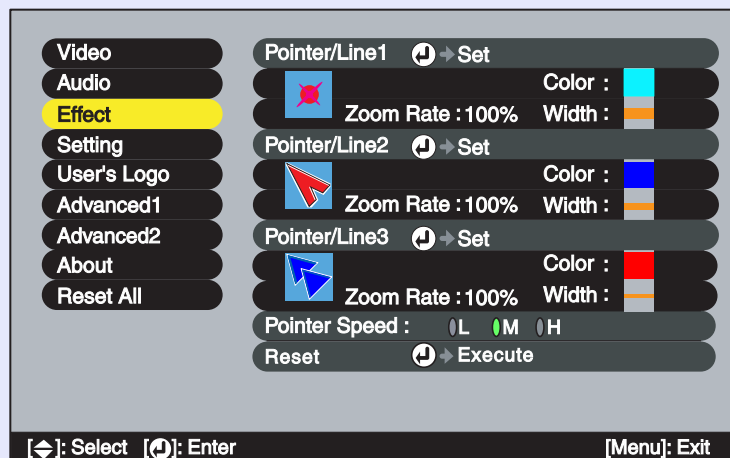 Video
Audio
Effect
Setting
User's Logo
Advanced1
Advanced2
About
Reset All
Pointer/Line1 Set
Color :
Zoom Rate : 100% Width :
Pointer/Line2 Set
Color :
Zoom Rate : 100% Width :
Pointer/Line3 Set
Color :
Zoom Rate : 100% Width :
Pointer Speed : L M H
Reset Execute
[ ]: Select [ ]: Enter [Menu]: Exit